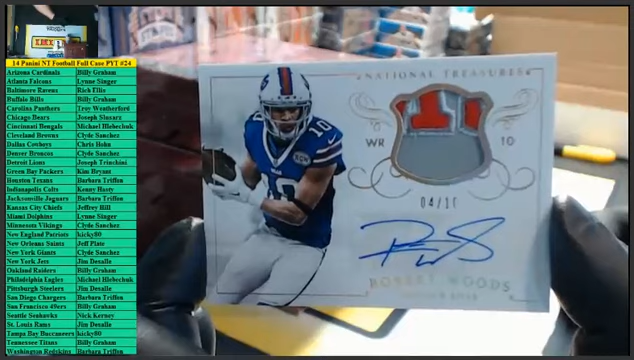 14 Panini NT Football Full Case PYT #24
Arizona Cardinals Billy Graham
Atlanta Falcons Lynne Singer
Baltimore Ravens Rich Ellis
Buffalo Bills Billy Graham
Carolina Panthers Troy Weatherford
Chicago Bears Joseph Slusarz
Cincinnati Bengals Michael Hlebechuk
Cleveland Browns Clyde Sanchez
Dallas Cowboys Chris Hohn
Denver Broncos Clyde Sanchez
Detroit Lions Joseph Trinchini
Green Bay Packers Kim Bryant
Houston Texans Barbara Triffon
Indianapolis Colts Kenny Hasty
Jacksonville Jaguars Barbara Triffon
Kansas City Chiefs Jeffrey Hill
Miami Dolphins Lynne Singer
Minnesota Vikings Clyde Sanchez
New England Patriots kicky80
New Orleans Saints Jeff Plate
New York Giants Clyde Sanchez
New York Jets Jim Desalle
Oakland Raiders Billy Graham
Philadelphia Eagles Michael Hlebechuk
Pittsburgh Steelers Jim Desalle
San Diego Chargers Barbara Triffon
San Francisco 49ers Billy Graham
Seattle Seahawks Nick Kerney
St. Louis Rams Jim Desalle
Tampa Bay Buccaneers kicky80
Tennessee Titans Billy Graham
Washington Redskins Barbara Triffon
NATIONAL TREASURES
WR 10
04/10
ROBERT WOODS
10